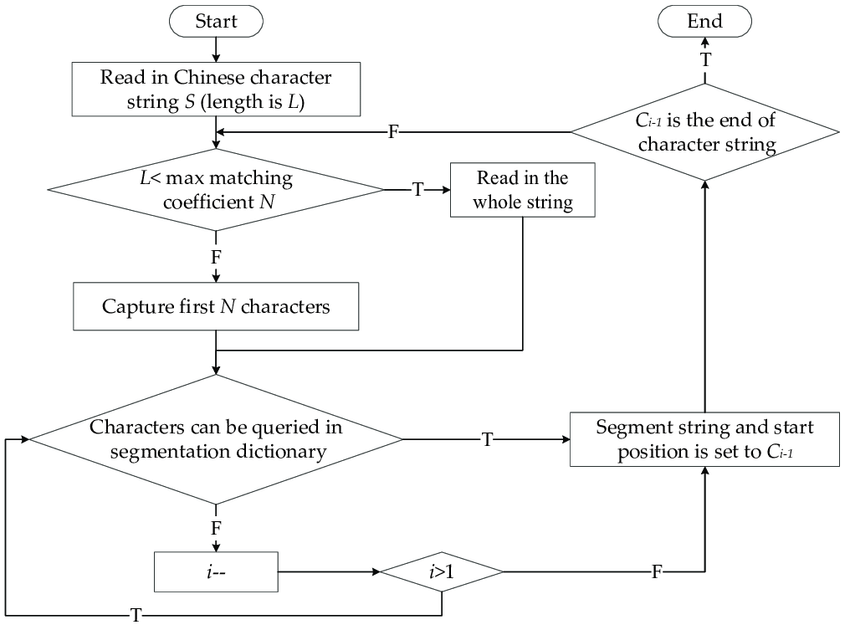 Start
End
Read in Chinese character
string S (length is L)
T
F
Ci-1 is the end of
character string
L< max matching
coefficient N
T
Read in the
whole string
F
Capture first N characters
Characters can be queried in
segmentation dictionary
T
Segment string and start
position is set to Ci-1
F
i--
i>1
F
T